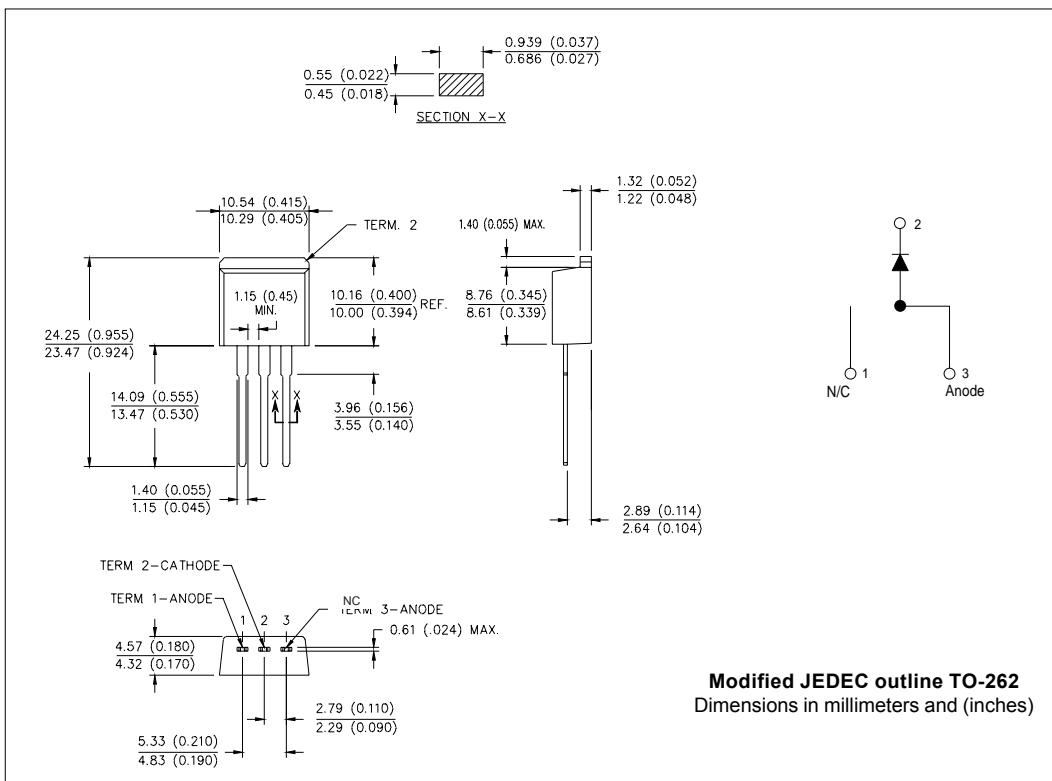 0.939 (0.037)
0.686 (0.027)
0.55 (0.022)
0.45 (0.018)
SECTION X-X
10.54 (0.415)
10.29 (0.405)
TERM. 2
1.32 (0.052)
1.22 (0.048)
1.40 (0.055) MAX.
2
1.15 (0.45)
MIN.
10.16 (0.400)
10.00 (0.394)
REF.
8.76 (0.345)
8.61 (0.339)
24.25 (0.955)
23.47 (0.924)
14.09 (0.555)
13.47 (0.530)
X X
3.96 (0.156)
3.55 (0.140)
1
N/C
3
Anode
1.40 (0.055)
1.15 (0.045)
2.89 (0.114)
2.64 (0.104)
TERM 2-CATHODE
TERM 1-ANODE
NC
3-ANODE
1 2 3
0.61 (.024) MAX.
4.57 (0.180)
4.32 (0.170)
2.79 (0.110)
2.29 (0.090)
5.33 (0.210)
4.83 (0.190)
Modified JEDEC outline TO-262
Dimensions in millimeters and (inches)